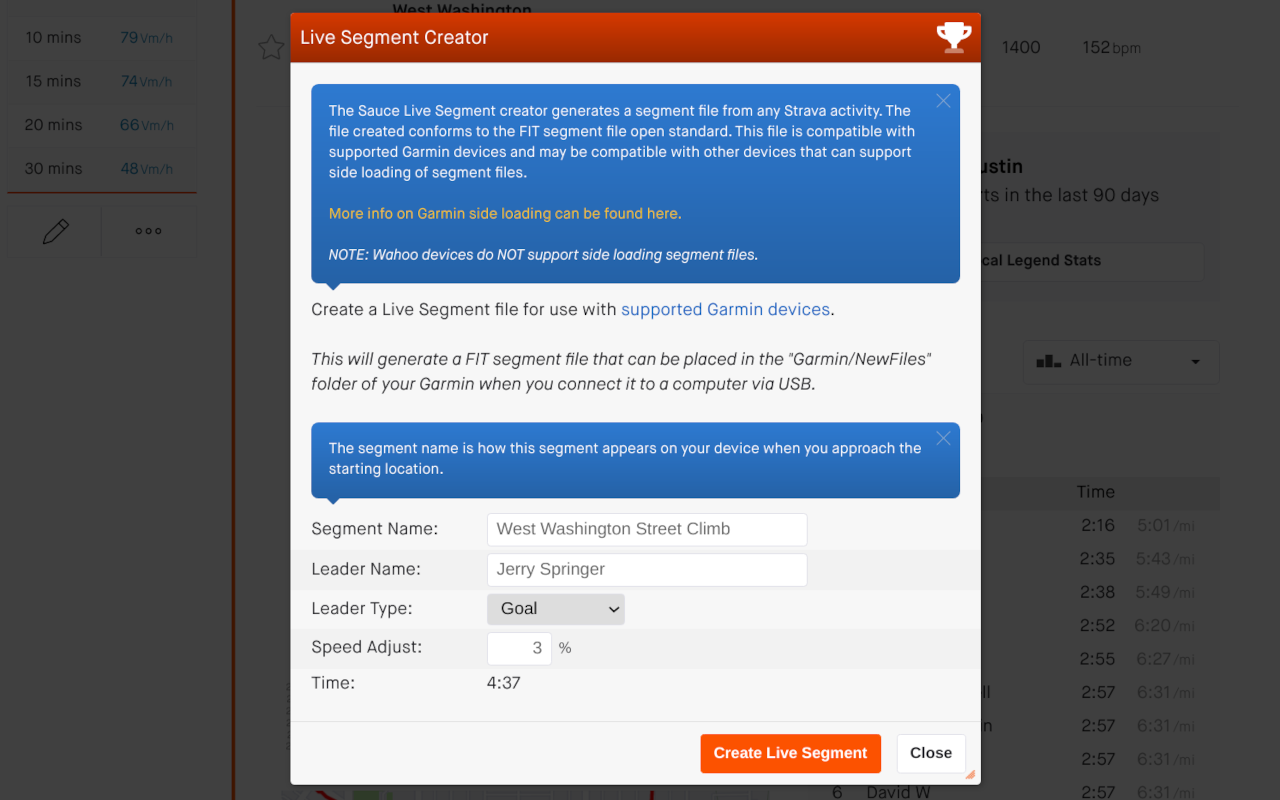 West Washington
10 mins 79 Vm/h
15 mins 74 Vm/h
20 mins 66 Vm/h
30 mins 48 Vm/h
Live Segment Creator
1400 152 bpm
The Sauce Live Segment creator generates a segment file from any Strava activity. The
file created conforms to the FIT segment file open standard. This file is compatible with
supported Garmin devices and may be compatible with other devices that can support
side loading of segment files.
More info on Garmin side loading can be found here.
NOTE: Wahoo devices do NOT support side loading segment files.
Create a Live Segment file for use with supported Garmin devices.
This will generate a FIT segment file that can be placed in the "Garmin/NewFiles"
folder of your Garmin when you connect it to a computer via USB.
The segment name is how this segment appears on your device when you approach the
starting location.
Segment Name: West Washington Street Climb
Leader Name: Jerry Springer
Leader Type: Goal
Speed Adjust: 3 %
Time: 4:37
Create Live Segment Close
ustin
rts in the last 90 days
cal Legend Stats
All-time
Time
2:16 5:01/mi
2:35 5:43/mi
2:38 5:49/mi
2:52 6:20/mi
2:55 6:27/mi
ll 2:57 6:31/mi
n 2:57 6:31/mi
2:57 6:31/mi
6 David W 2:57 6:31/mi